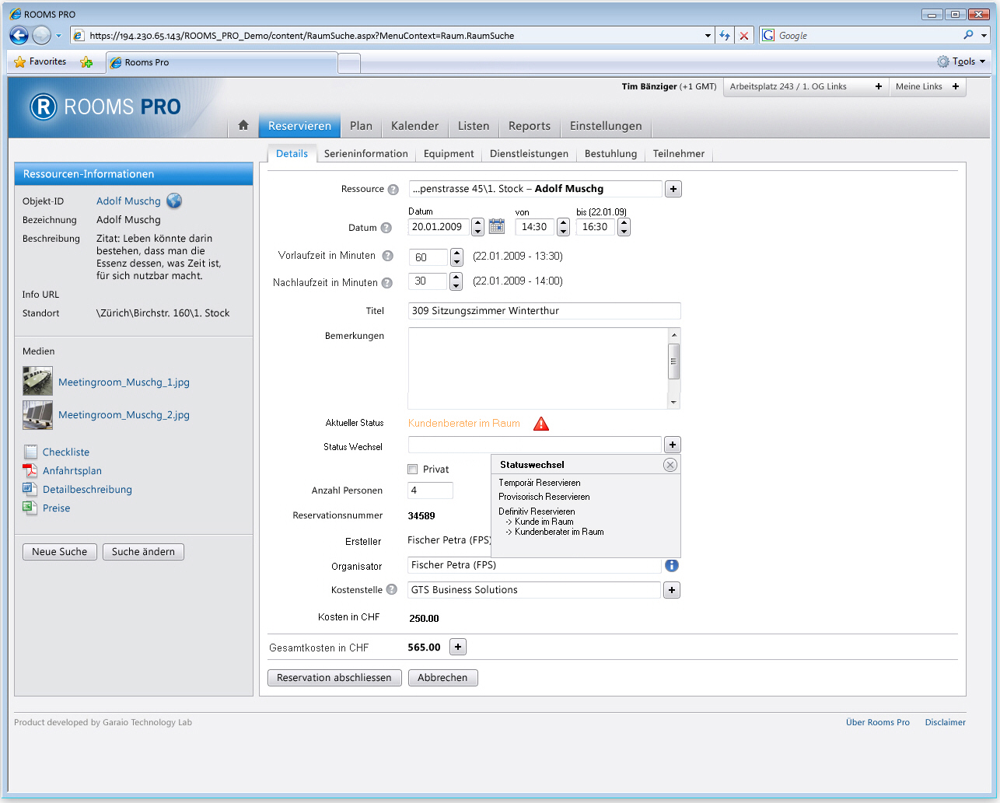 ROOMS PRO
https://194.230.65.143/ROOMS_PRO_Demo/content/RaumSuche.aspx?MenuContext=Raum.RaumSuche
Google
Favorites
Rooms Pro
Tools
R ROOMS PRO
Tim Bänziger (+1 GMT)
Arbeitsplatz 243 / 1. OG Links +
Meine Links +
Reservieren
Plan
Kalender
Listen
Reports
Einstellungen
Details
Serieninformation
Equipment
Dienstleistungen
Bestuhlung
Teilnehmer
Ressourcen-Informationen
Objekt-ID Adolf Muschg
Bezeichnung Adolf Muschg
Beschreibung Zitat: Leben könnte darin
bestehen, dass man die
Essenz dessen, was Zeit ist,
für sich nutzbar macht.
Info URL
Standort \Zürich\Birchstr. 160\1. Stock
Medien
Meetingroom_Muschg_1.jpg
Meetingroom_Muschg_2.jpg
Checkliste
Anfahrtsplan
Detailbeschreibung
Preise
Neue Suche
Suche ändern
Ressource ? ...penstrasse 45\1. Stock – Adolf Muschg +
Datum von bis (22.01.09)
Datum ? 20.01.2009 14:30 16:30
Vorlaufzeit in Minuten ? 60 (22.01.2009 - 13:30)
Nachlaufzeit in Minuten ? 30 (22.01.2009 - 14:00)
Titel 309 Sitzungszimmer Winterthur
Bemerkungen
Aktueller Status Kundenberater im Raum
Status Wechsel +
Privat
Statuswechsel
Temporär Reservieren
Provisorisch Reservieren
Definitiv Reservieren
-> Kunde im Raum
-> Kundenberater im Raum
Anzahl Personen 4
Reservationsnummer 34589
Ersteller Fischer Petra (FPS)
Organisator Fischer Petra (FPS) i
Kostenstelle ? GTS Business Solutions +
Kosten in CHF 250.00
Gesamtkosten in CHF 565.00 +
Reservation abschliessen
Abbrechen
Product developed by Garaio Technology Lab
Über Rooms Pro
Disclaimer